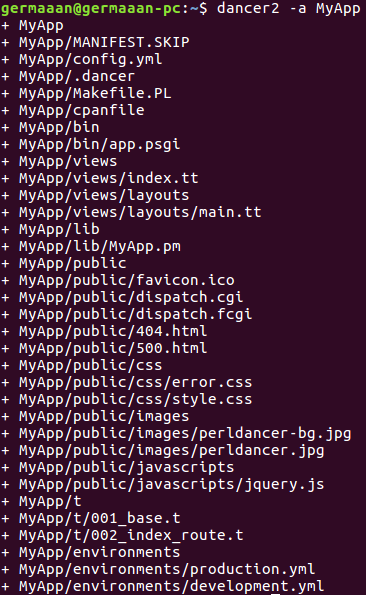 germaaan@germaaan-pc:~$ dancer2 -a MyApp
+ MyApp
+ MyApp/MANIFEST.SKIP
+ MyApp/config.yml
+ MyApp/.dancer
+ MyApp/Makefile.PL
+ MyApp/cpanfile
+ MyApp/bin
+ MyApp/bin/app.psgi
+ MyApp/views
+ MyApp/views/index.tt
+ MyApp/views/layouts
+ MyApp/views/layouts/main.tt
+ MyApp/lib
+ MyApp/lib/MyApp.pm
+ MyApp/public
+ MyApp/public/favicon.ico
+ MyApp/public/dispatch.cgi
+ MyApp/public/dispatch.fcgi
+ MyApp/public/404.html
+ MyApp/public/500.html
+ MyApp/public/css
+ MyApp/public/css/error.css
+ MyApp/public/css/style.css
+ MyApp/public/images
+ MyApp/public/images/perldancer-bg.jpg
+ MyApp/public/images/perldancer.jpg
+ MyApp/public/javascripts
+ MyApp/public/javascripts/jquery.js
+ MyApp/t
+ MyApp/t/001_base.t
+ MyApp/t/002_index_route.t
+ MyApp/environments
+ MyApp/environments/production.yml
+ MyApp/environments/development.yml